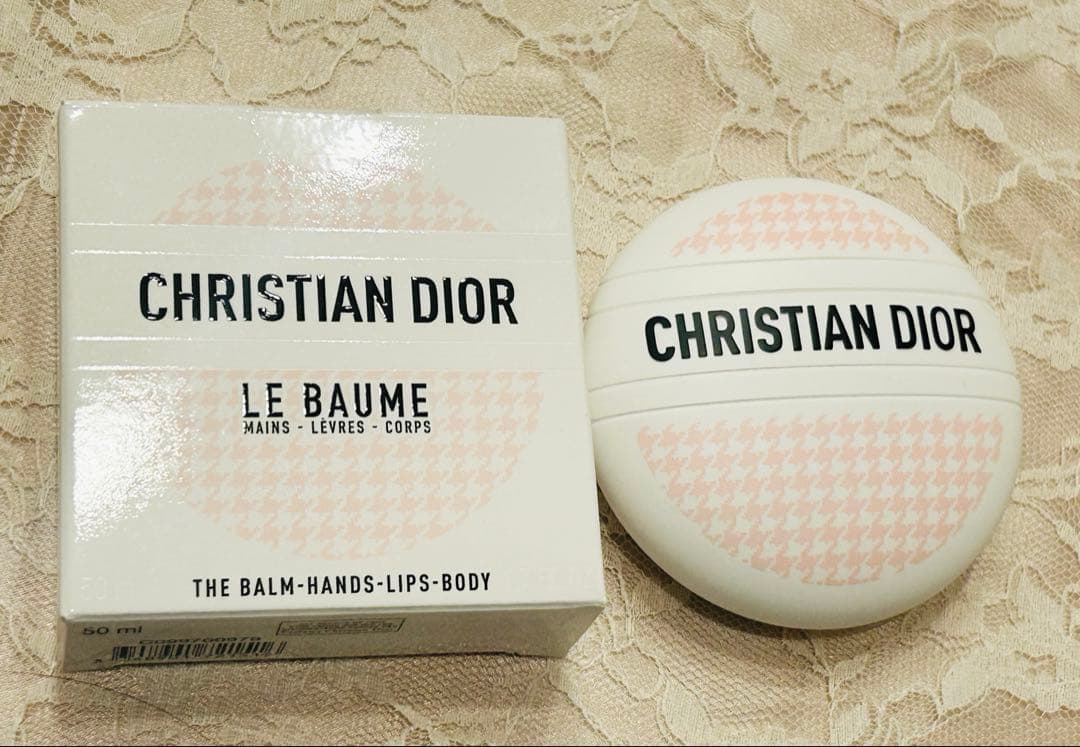 CHRISTIAN DIOR
LE BAUME
MAINS - LÈVRES - CORPS
THE BALM-HANDS-LIPS-BODY
50 ml
CHRISTIAN DIOR